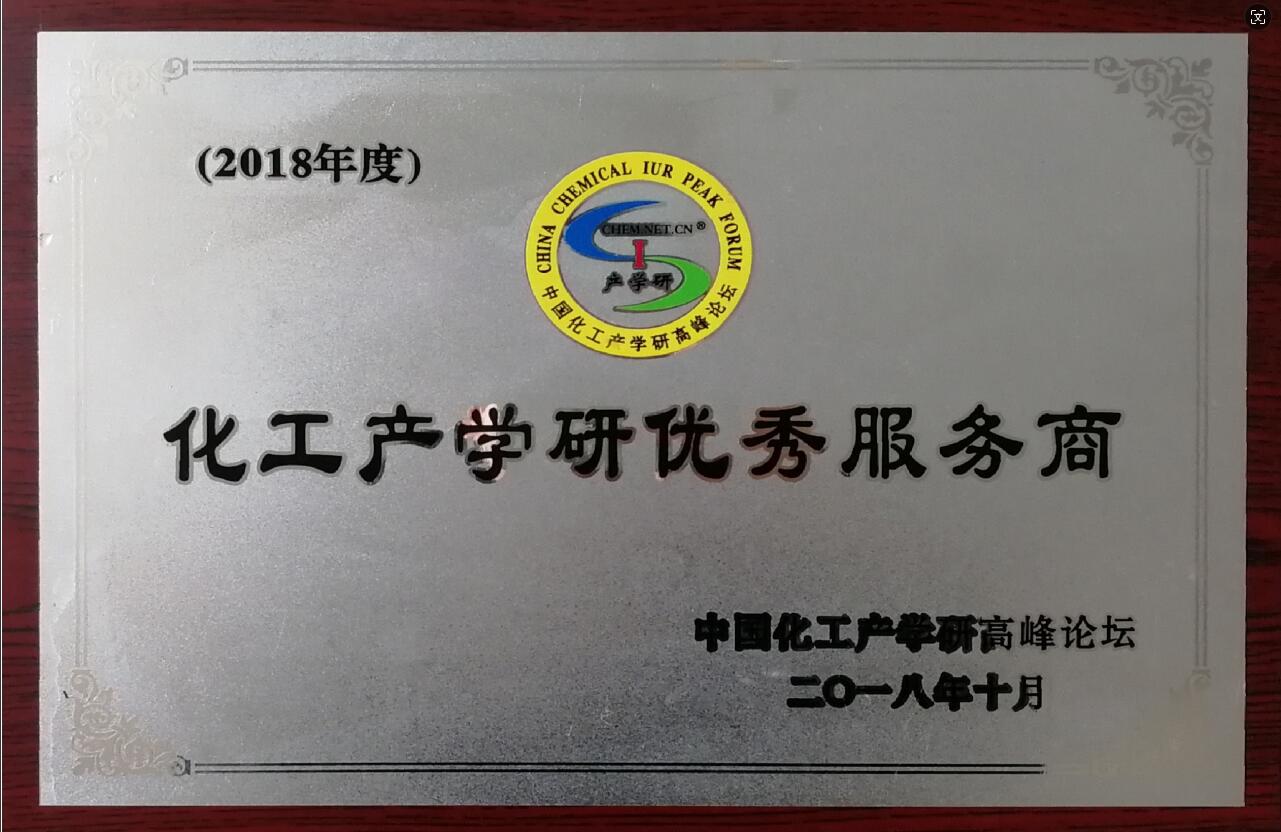 (2018年度)
CHINA CHEMICAL IUR PEAK FORUM
CHEM.NET.CN®
I
产学研
中国化工产学研高峰论坛
化工产学研优秀服务商
中国化工产学研高峰论坛
二〇一八年十月